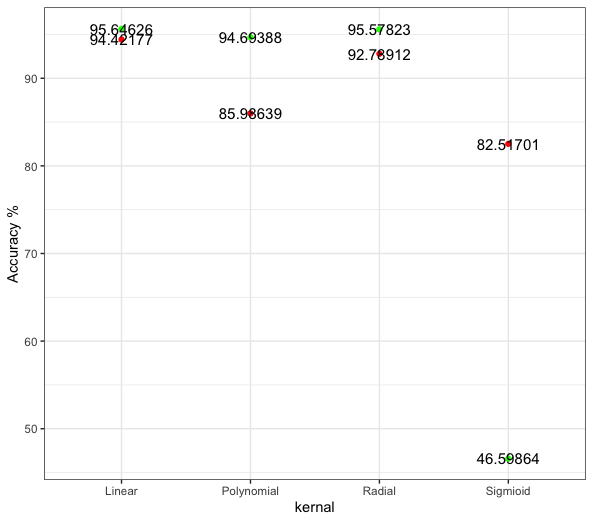 95.64626
94.42177
94.69388
85.98639
95.57823
92.78912
82.51701
46.59864
90
80
70
60
50
Accuracy %
Linear
Polynomial
Radial
Sigmioid
kernal